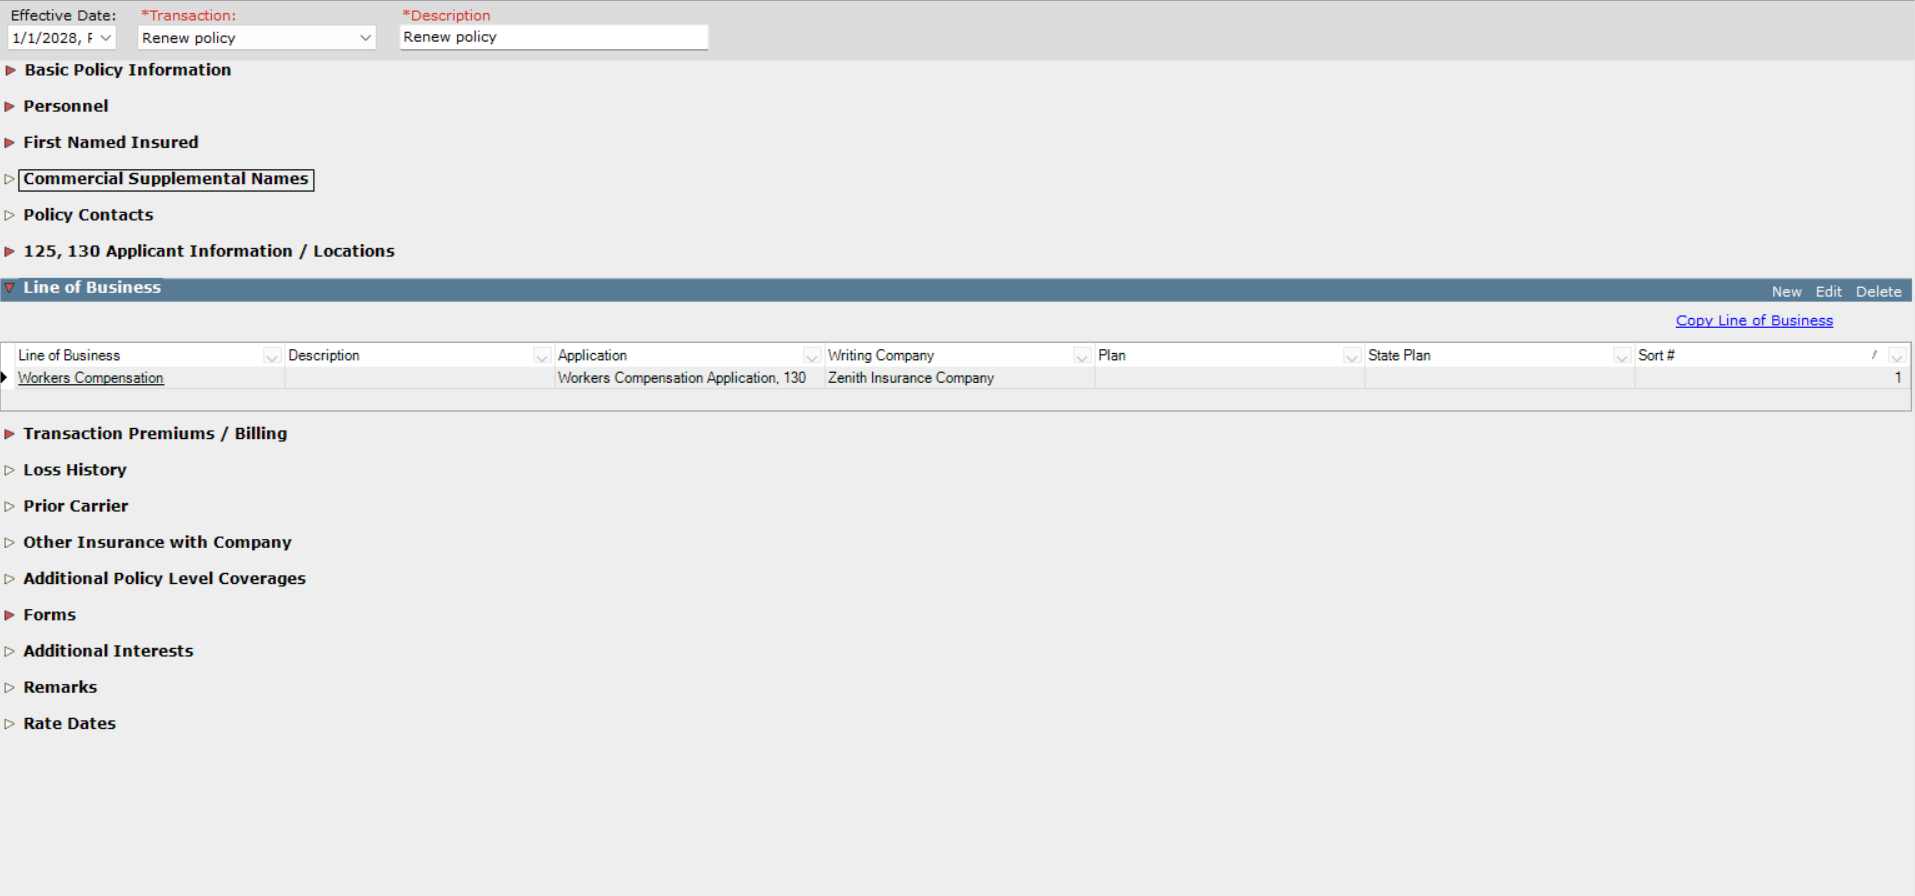 Effective Date: *Transaction: *Description
1/1/2028, F Renew policy Renew policy
Basic Policy Information
Personnel
First Named Insured
Commercial Supplemental Names
Policy Contacts
125, 130 Applicant Information / Locations
Line of Business New Edit Delete
Copy Line of Business
Line of Business Description Application Writing Company Plan State Plan Sort # /
Workers Compensation Workers Compensation Application, 130 Zenith Insurance Company 1
Transaction Premiums / Billing
Loss History
Prior Carrier
Other Insurance with Company
Additional Policy Level Coverages
Forms
Additional Interests
Remarks
Rate Dates